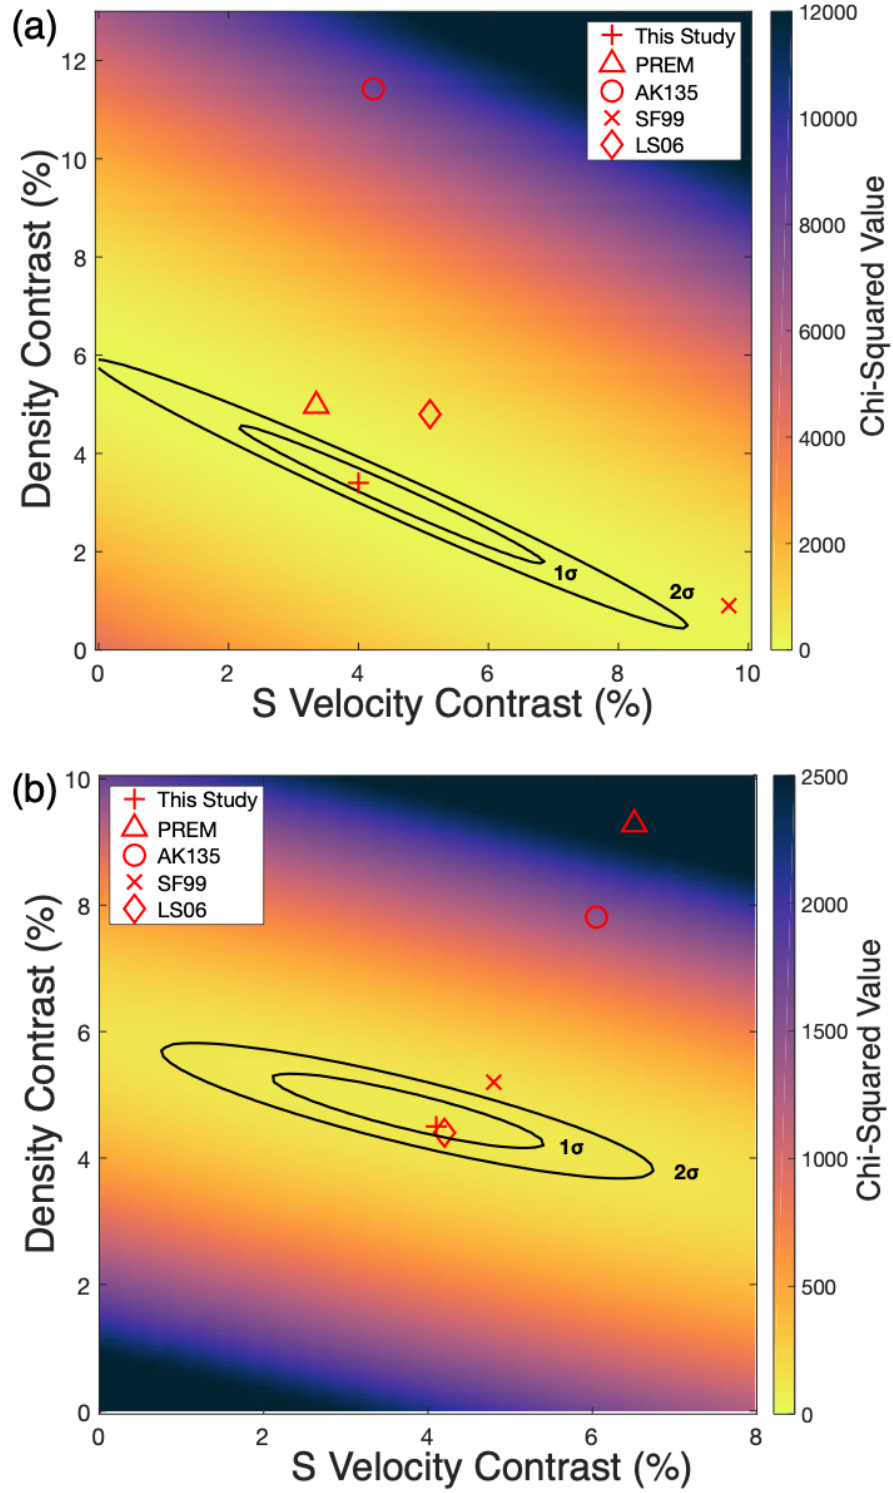 (a)
This Study
PREM
AK135
SF99
LS06
12
10
8
6
4
2
0
Density Contrast (%)
1σ
2σ
0 2 4 6 8 10
S Velocity Contrast (%)
12000
10000
8000
6000
4000
2000
0
Chi-Squared Value
(b)
This Study
PREM
AK135
SF99
LS06
10
8
6
4
2
0
Density Contrast (%)
1σ
2σ
0 2 4 6 8
S Velocity Contrast (%)
2500
2000
1500
1000
500
0
Chi-Squared Value